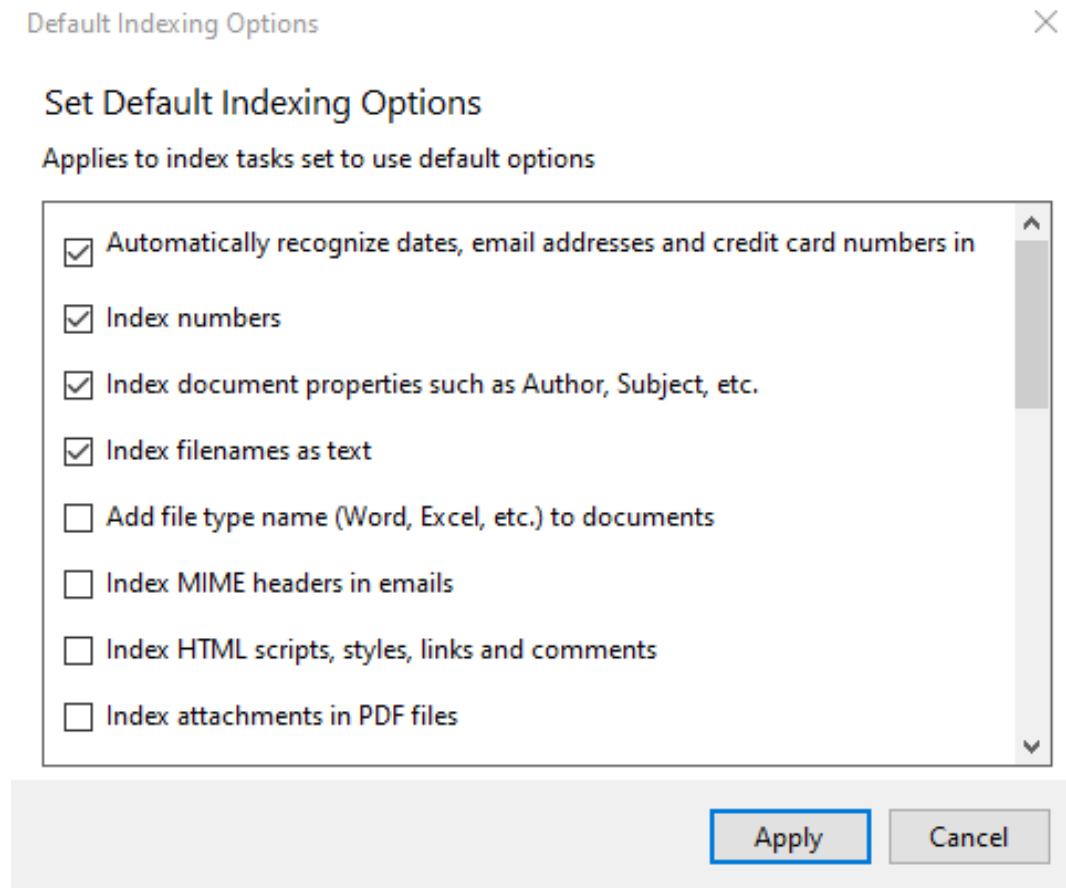 Default Indexing Options
Set Default Indexing Options
Applies to index tasks set to use default options
Automatically recognize dates, email addresses and credit card numbers in
Index numbers
Index document properties such as Author, Subject, etc.
Index filenames as text
Add file type name (Word, Excel, etc.) to documents
Index MIME headers in emails
Index HTML scripts, styles, links and comments
Index attachments in PDF files
Apply Cancel